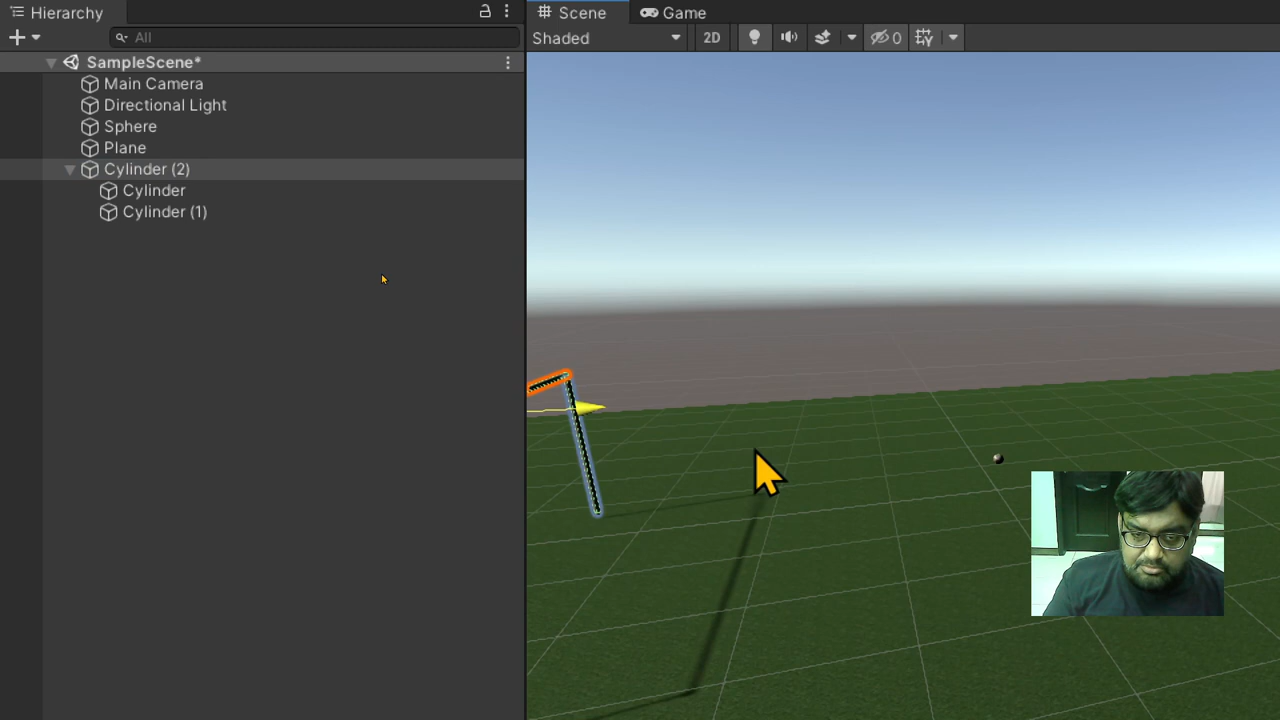 Hierarchy
All
SampleScene*
Main Camera
Directional Light
Sphere
Plane
Cylinder (2)
Cylinder
Cylinder (1)
Scene
Game
Shaded
2D
0